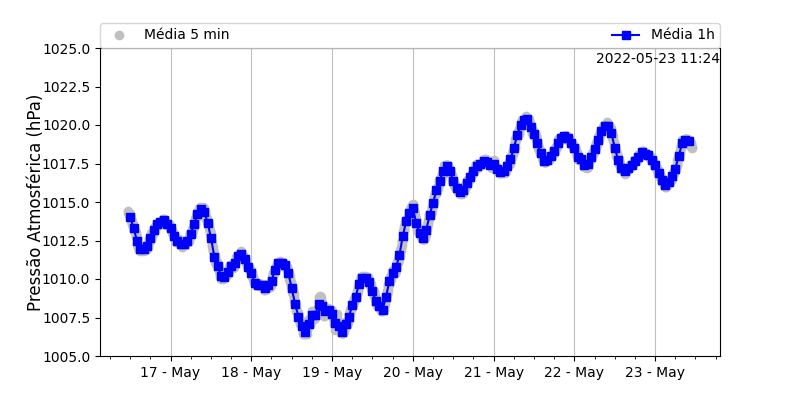 Média 5 min
Média 1h
2022-05-23 11:24
Pressão Atmosférica (hPa)
1025.0
1022.5
1020.0
1017.5
1015.0
1012.5
1010.0
1007.5
1005.0
17 - May
18 - May
19 - May
20 - May
21 - May
22 - May
23 - May